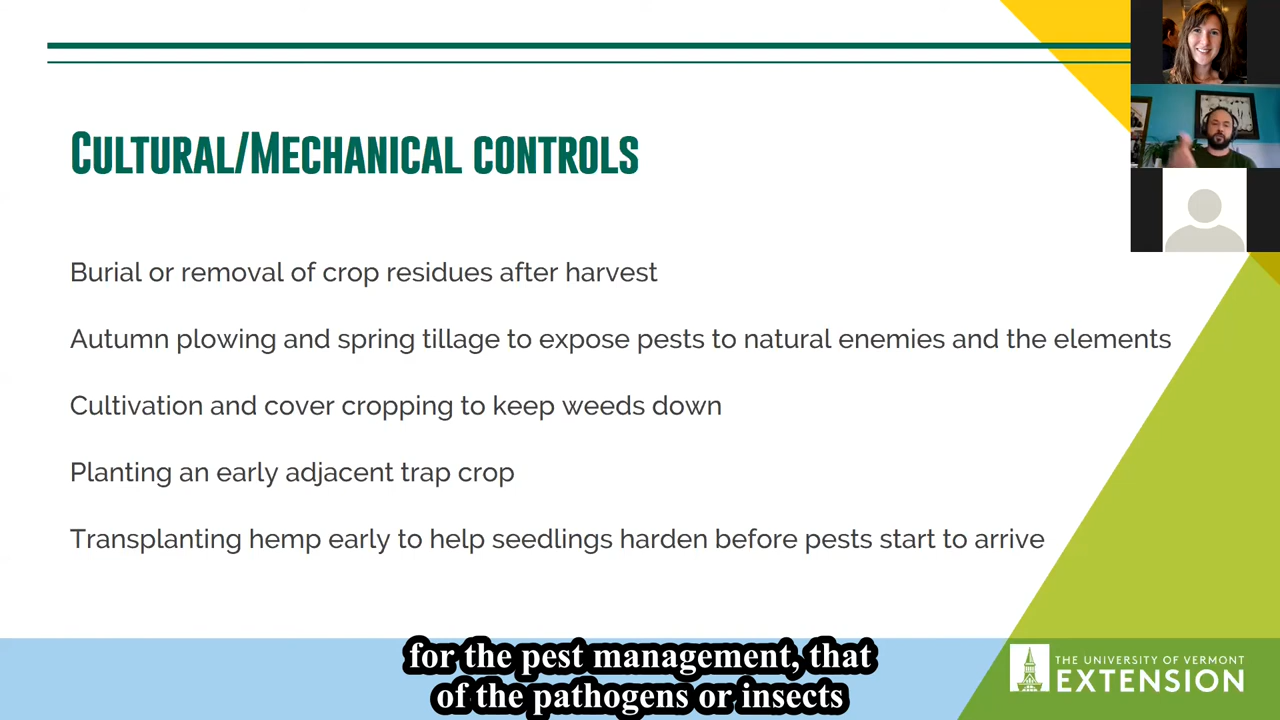 CULTURAL/MECHANICAL CONTROLS
Burial or removal of crop residues after harvest
Autumn plowing and spring tillage to expose pests to natural enemies and the elements
Cultivation and cover cropping to keep weeds down
Planting an early adjacent trap crop
Transplanting hemp early to help seedlings harden before pests start to arrive
for the pest management, that
of the pathogens or insects
THE UNIVERSITY OF VERMONT
EXTENSION